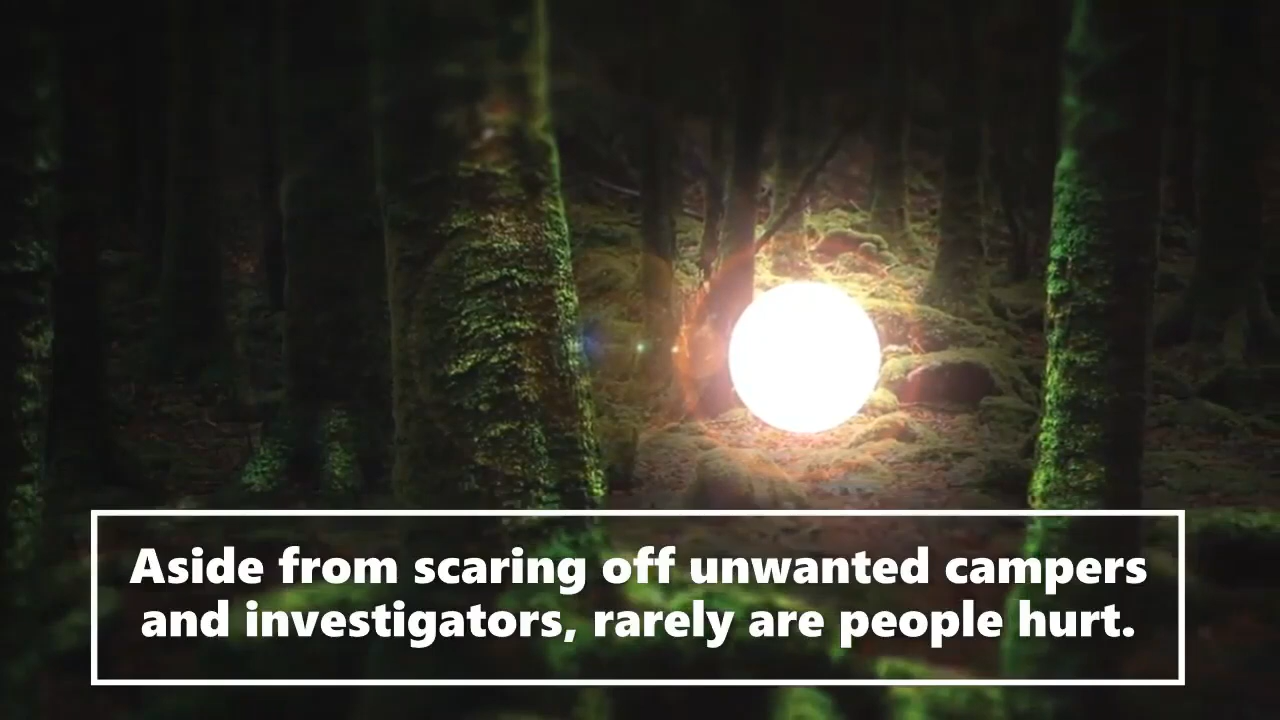 Aside from scaring off unwanted campers
and investigators, rarely are people hurt.